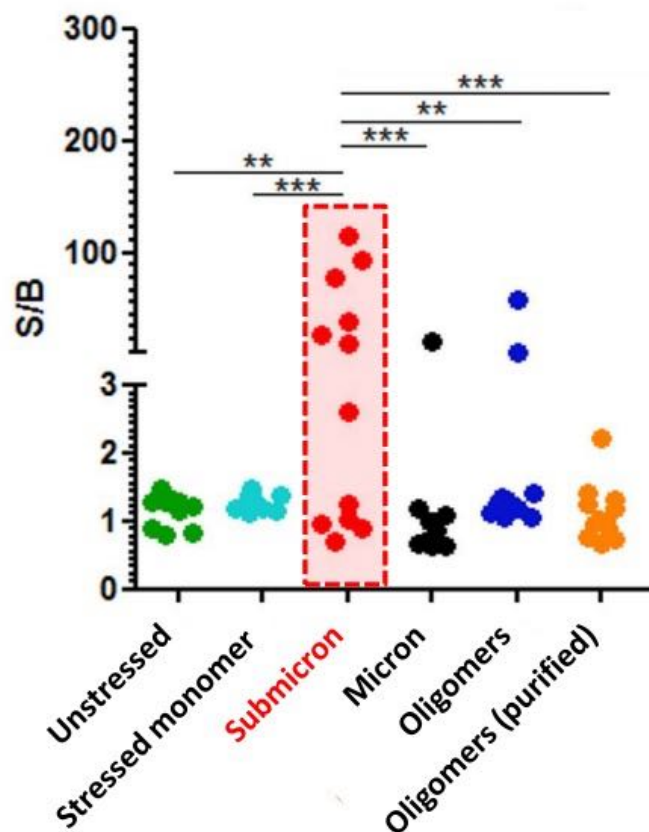 300
***
200
**
***
**
***
100
S/B
3
2
1
0
Unstressed
Stressed monomer
Submicron
Micron
Oligomers
Oligomers (purified)